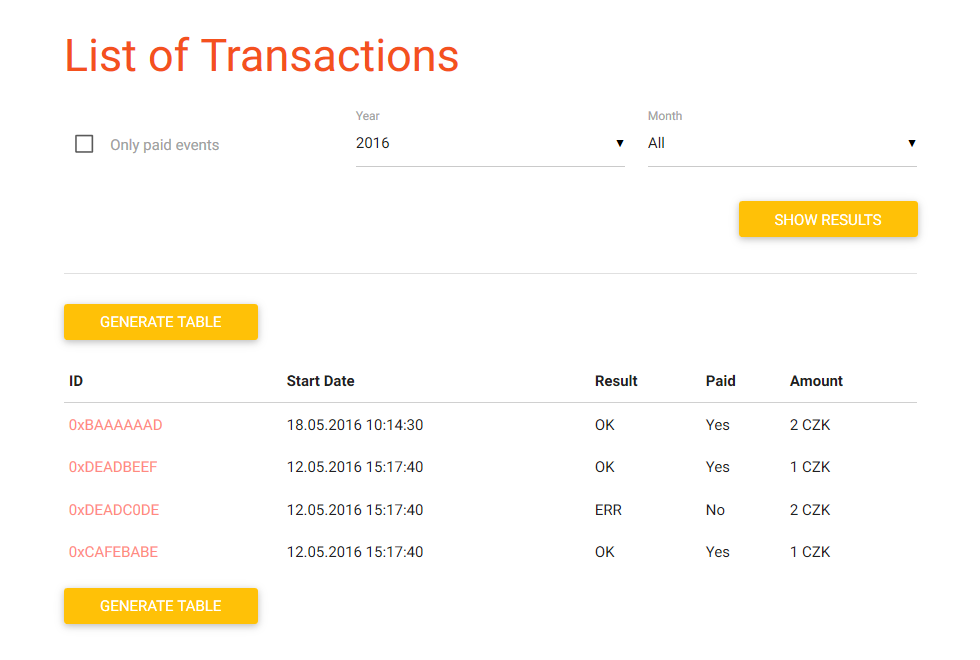 List of Transactions
Only paid events
Year
2016 ▼
Month
All ▼
SHOW RESULTS
GENERATE TABLE
ID Start Date Result Paid Amount
0xBAAAAAAD 18.05.2016 10:14:30 OK Yes 2 CZK
0xDEADBEEF 12.05.2016 15:17:40 OK Yes 1 CZK
0xDEADC0DE 12.05.2016 15:17:40 ERR No 2 CZK
0xCAFEBABE 12.05.2016 15:17:40 OK Yes 1 CZK
GENERATE TABLE